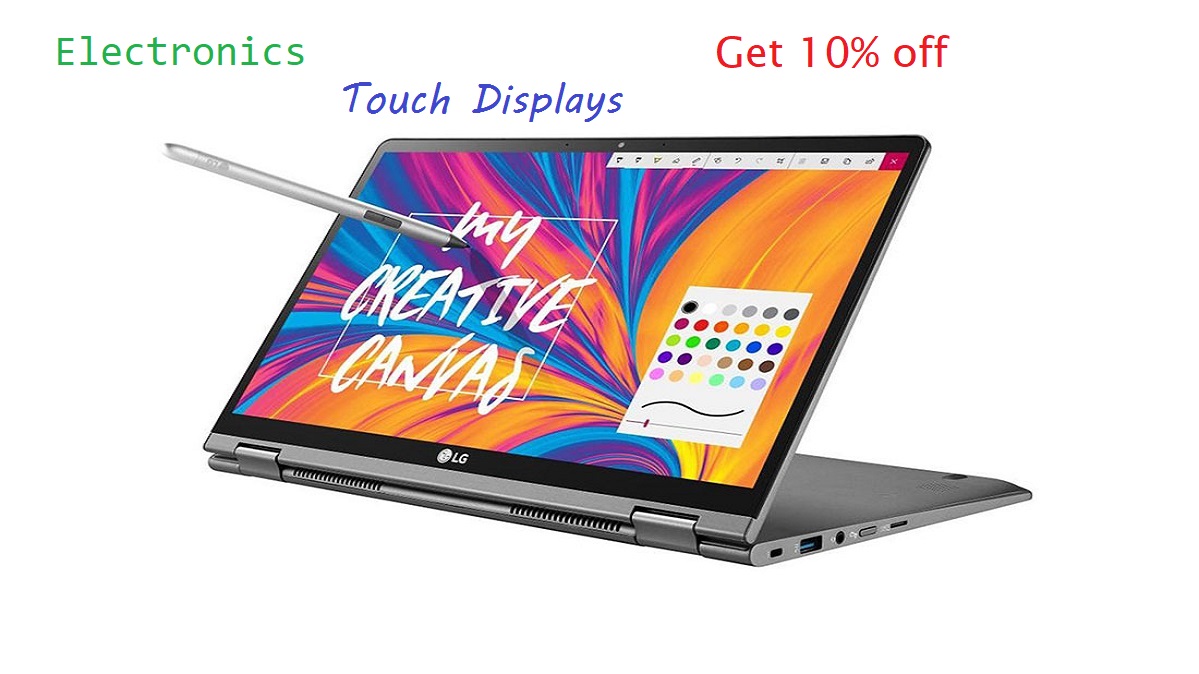 Electronics
Get 10% off
Touch Displays
MY
CREATIVE
CANVAS
LG